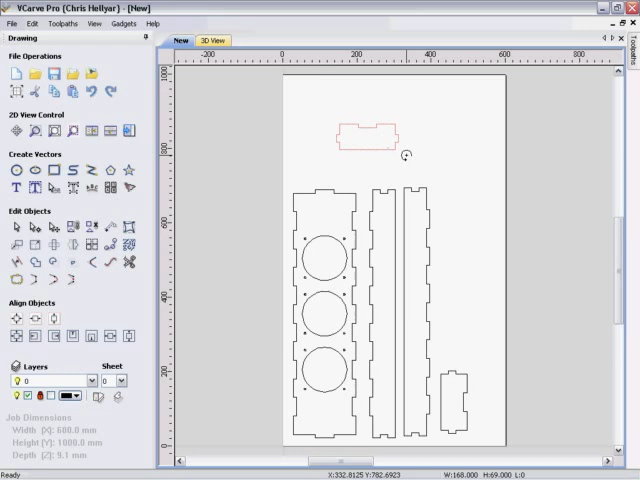 VCarve Pro {Chris Hellyar} - [New]
File Edit Toolpaths View Gadgets Help
Drawing
New 3D View
Toolpaths
-200 0 200 400 600 800
File Operations
1000
2D View Control
800
Create Vectors
600
Edit Objects
400
Align Objects
200
Layers Sheet
0 0
0
Job Dimensions
Width (X): 600.0 mm
Height (Y): 1000.0 mm
Depth (Z): 9.1 mm
Ready X:332.8125 Y:782.6923 W:168.000 H:69.000 L:0